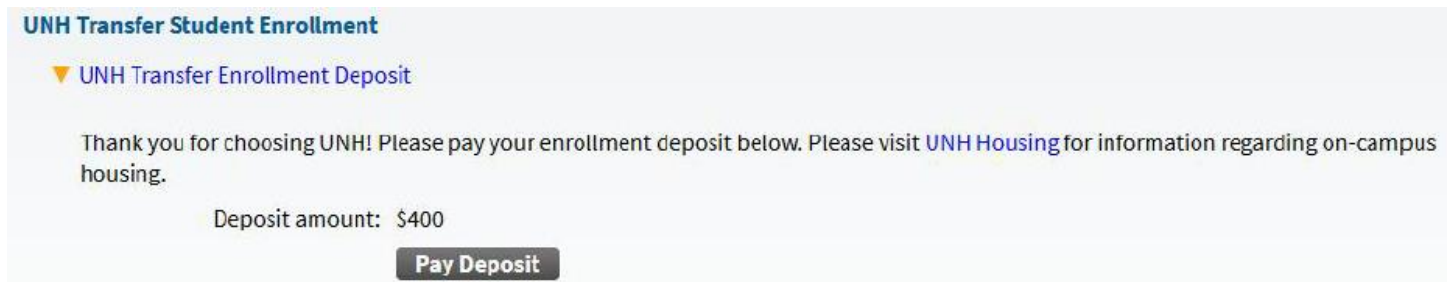 UNH Transfer Student Enrollment
UNH Transfer Enrollment Deposit
Thank you for choosing UNH! Please pay your enrollment deposit below. Please visit UNH Housing for information regarding on-campus
housing.
Deposit amount: $400
Pay Deposit